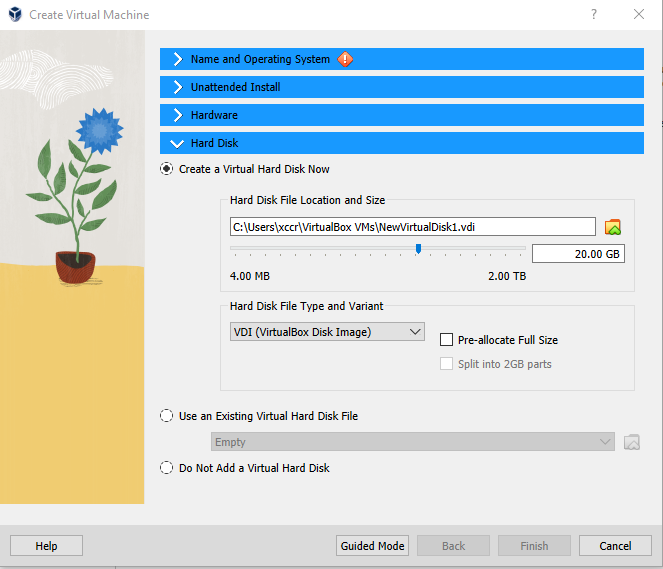 Create Virtual Machine
?
Name and Operating System
Unattended Install
Hardware
Hard Disk
Create a Virtual Hard Disk Now
Hard Disk File Location and Size
C:\Users\xccr\VirtualBox VMs\NewVirtualDisk1.vdi
20.00 GB
4.00 MB 2.00 TB
Hard Disk File Type and Variant
VDI (VirtualBox Disk Image)
Pre-allocate Full Size
Split into 2GB parts
Use an Existing Virtual Hard Disk File
Empty
Do Not Add a Virtual Hard Disk
Help Guided Mode Back Finish Cancel